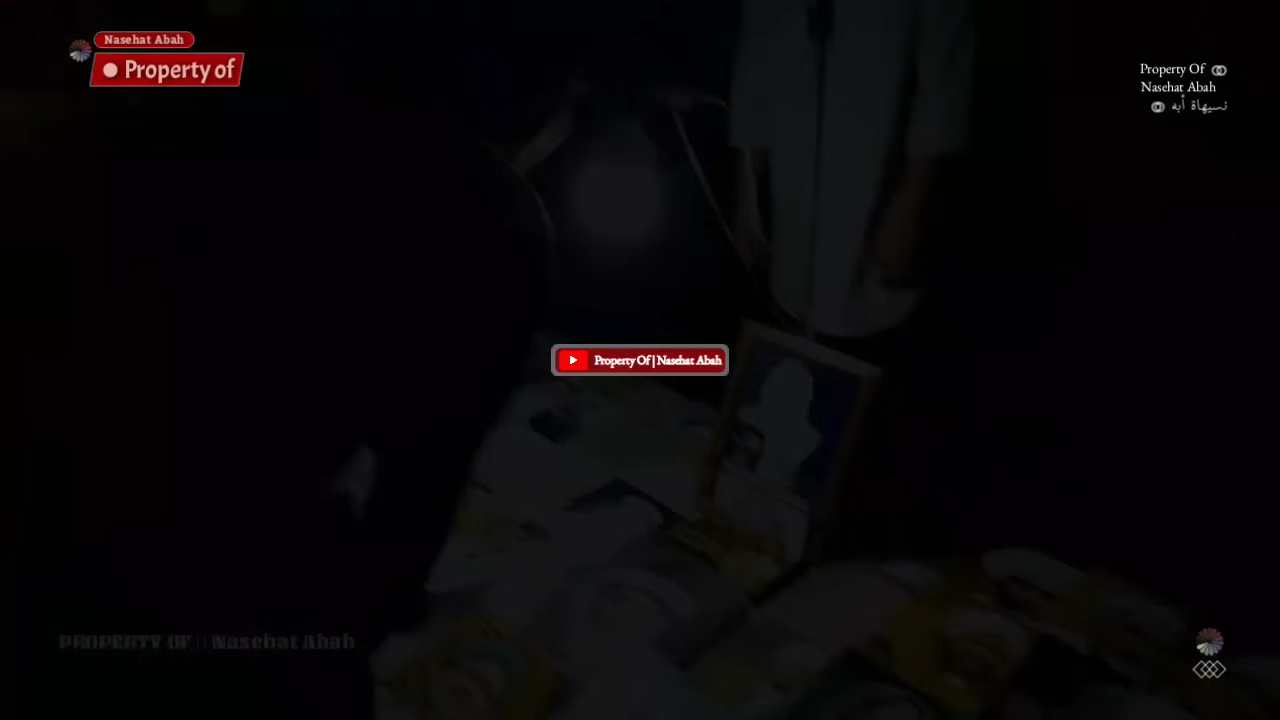 Nasehat Abah
Property of
Property Of
Nasehat Abah
نسيهاة أبه
Property Of | Nasehat Abah
PROPERTY OF || Nasehat Abah